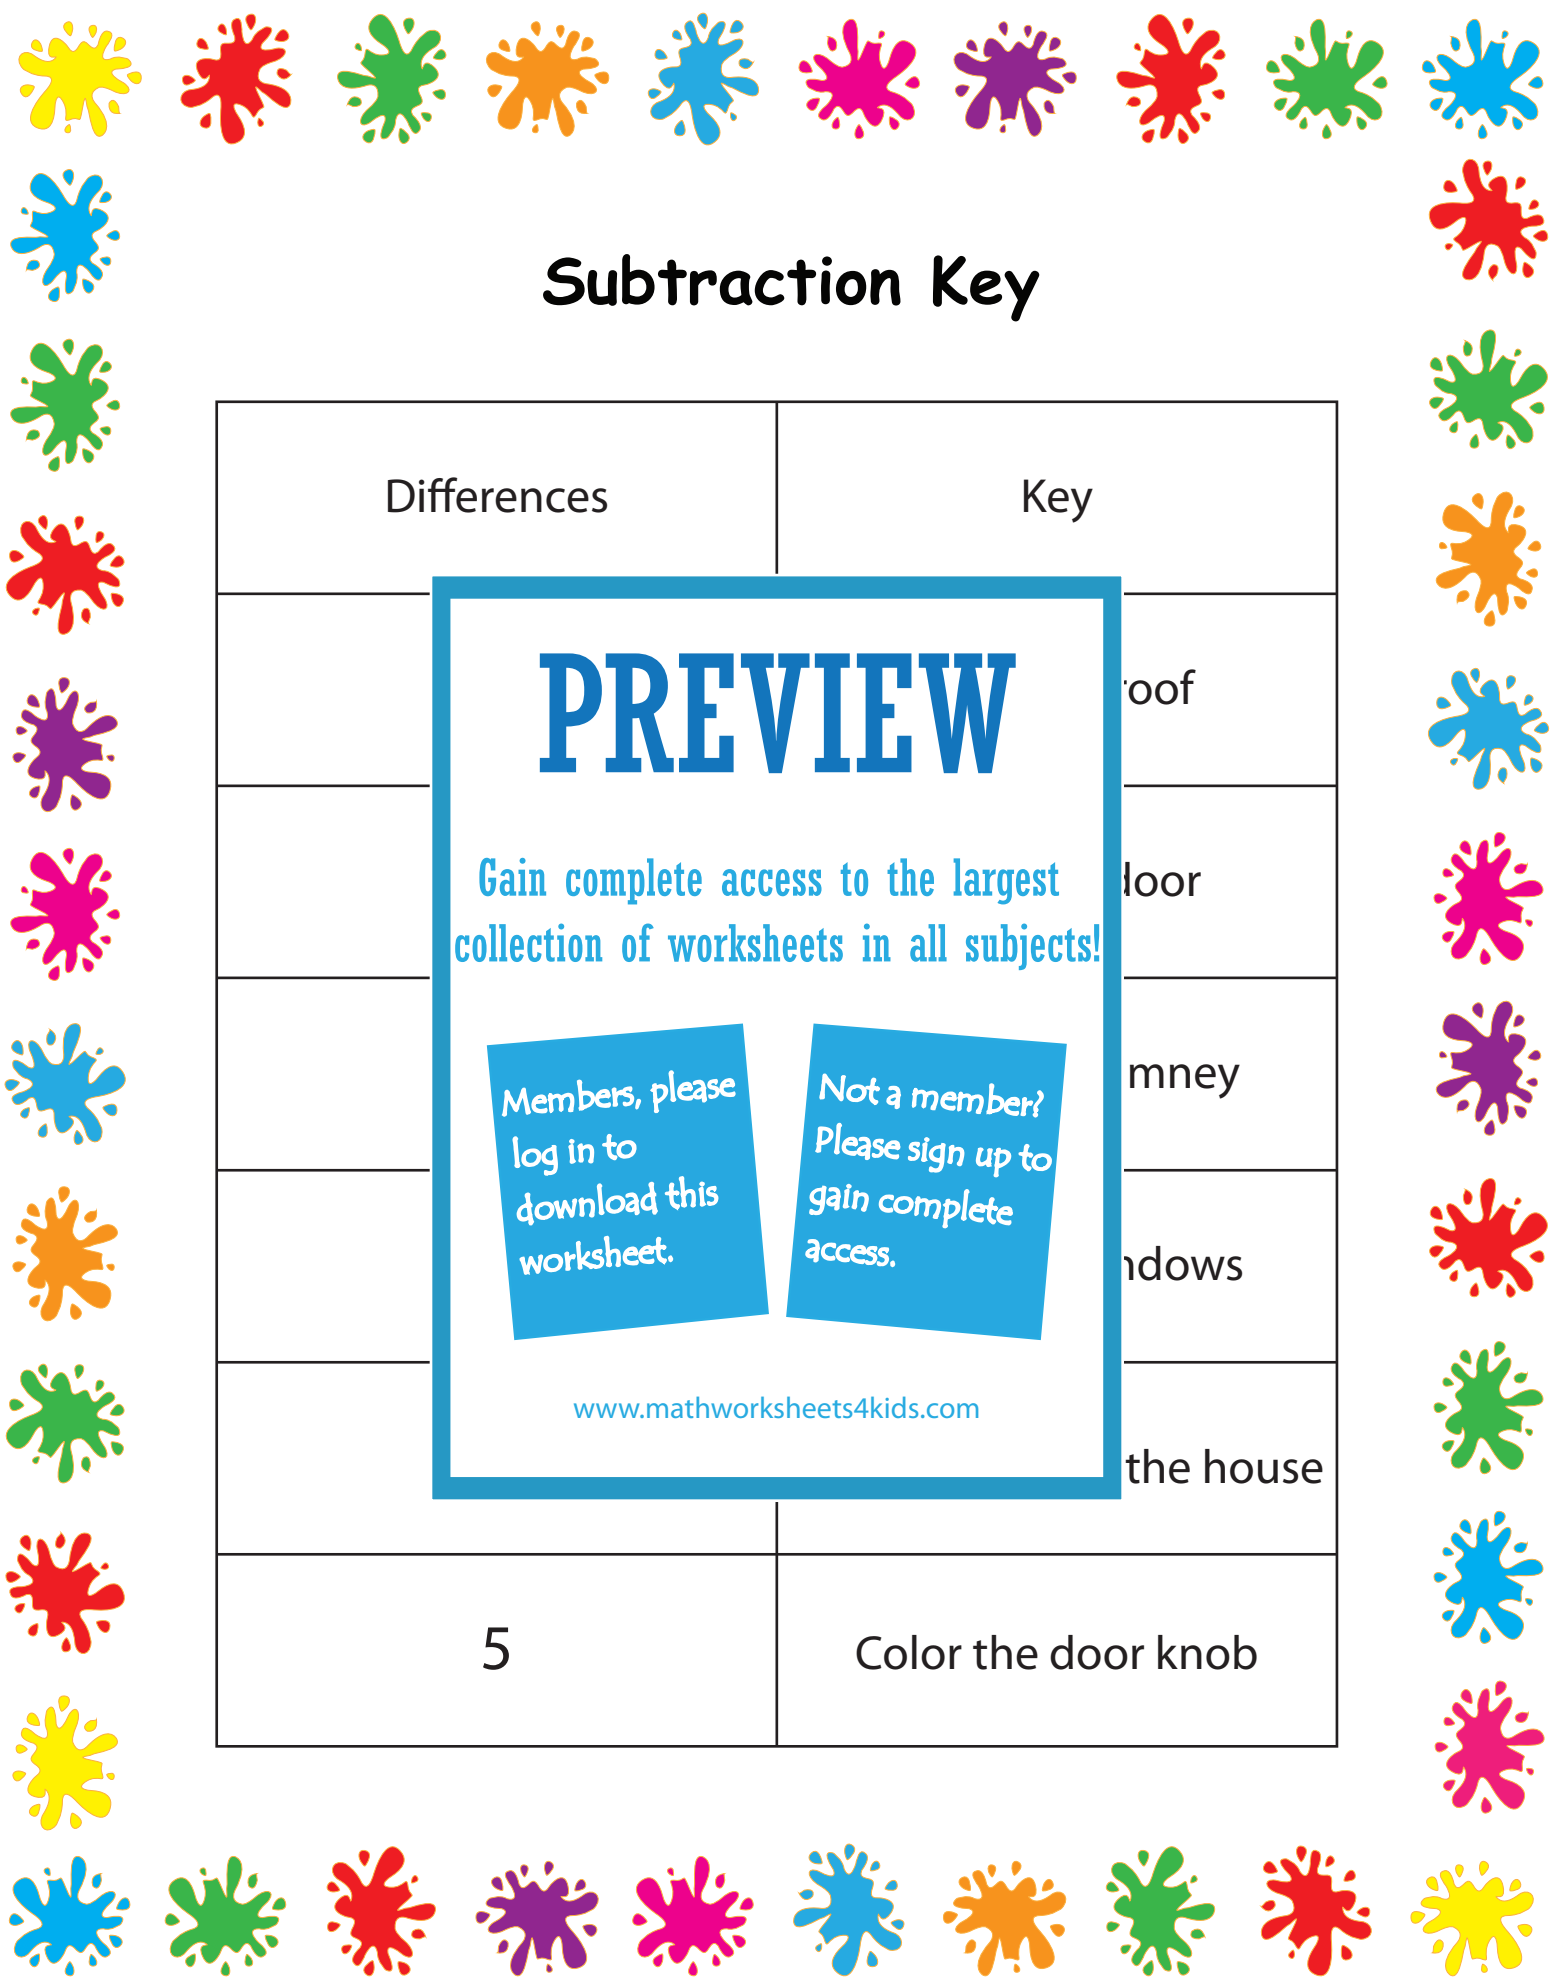 Subtraction Key
Differences
Key
PREVIEW
Gain complete access to the largest
collection of worksheets in all subjects!
Members, please
log in to
download this
worksheet.
Not a member?
Please sign up to
gain complete
access.
www.mathworksheets4kids.com
roof
door
mney
ndows
the house
5
Color the door knob